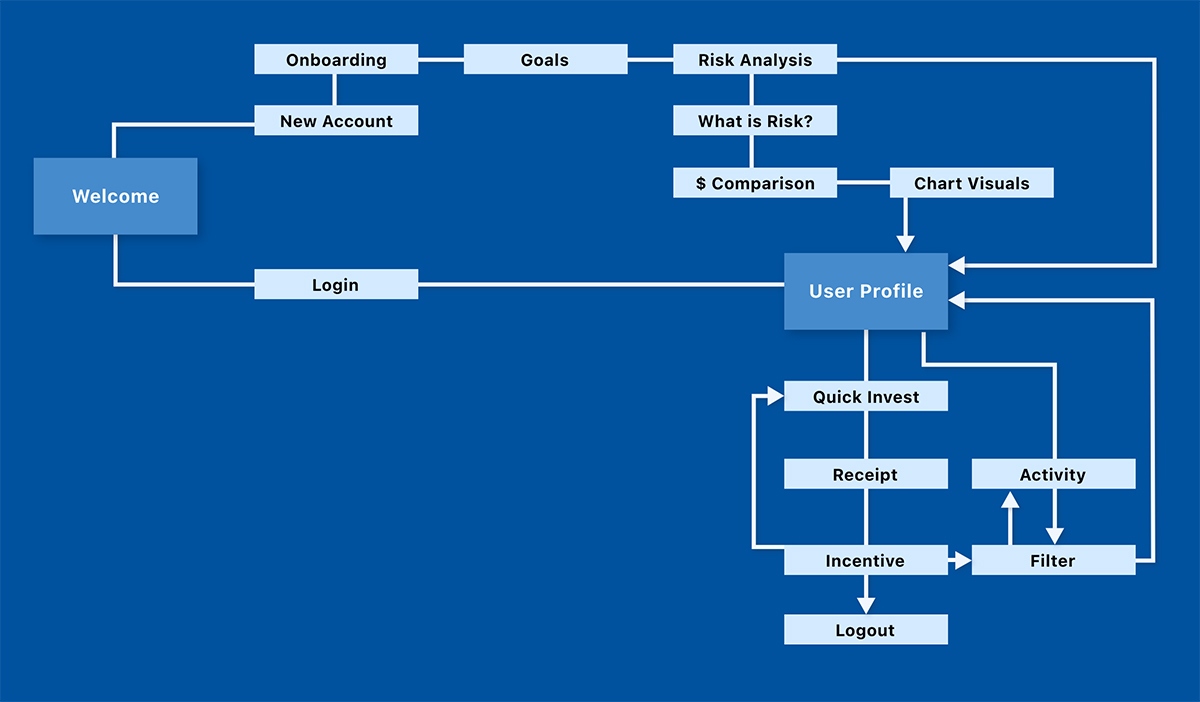 Onboarding
Goals
Risk Analysis
New Account
What is Risk?
Welcome
$ Comparison
Chart Visuals
Login
User Profile
Quick Invest
Receipt
Activity
Incentive
Filter
Logout